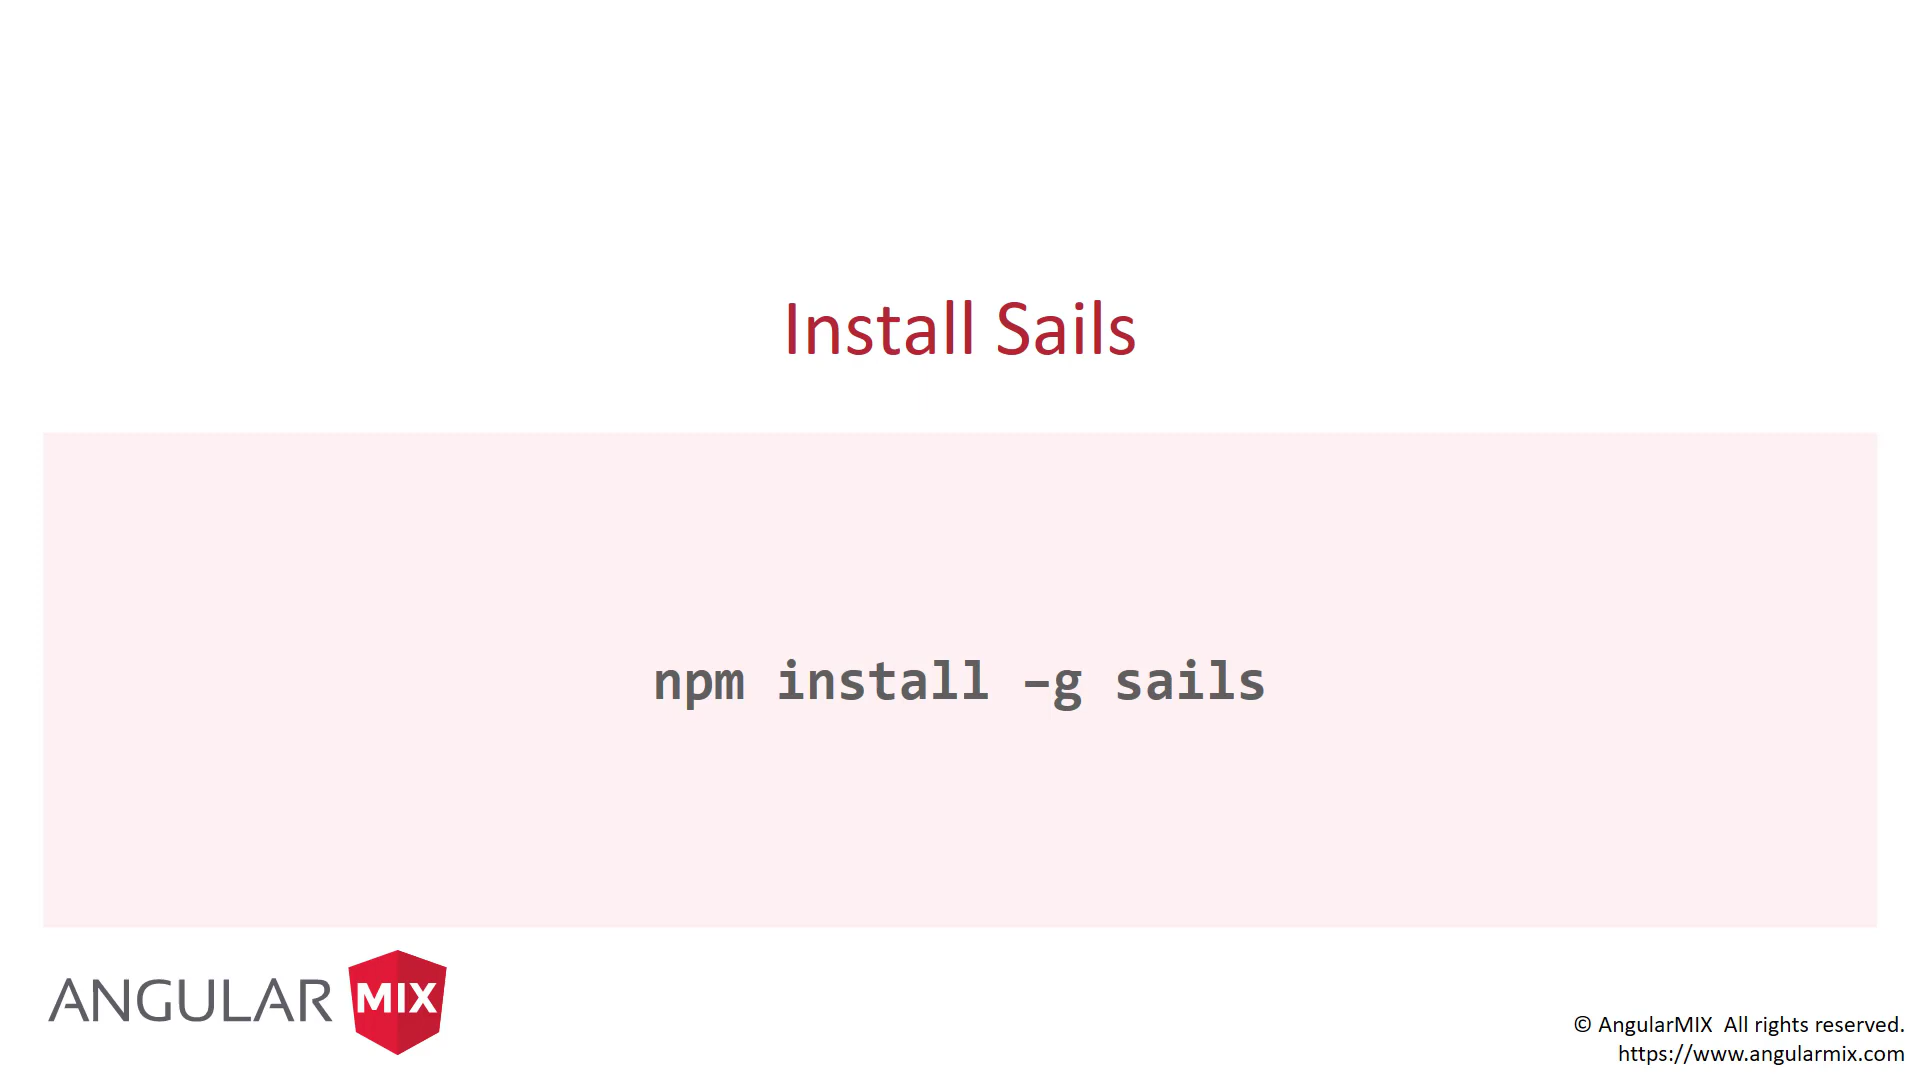 Install Sails
npm install –g sails
ANGULAR MIX
© AngularMIX  All rights reserved.
https://www.angularmix.com